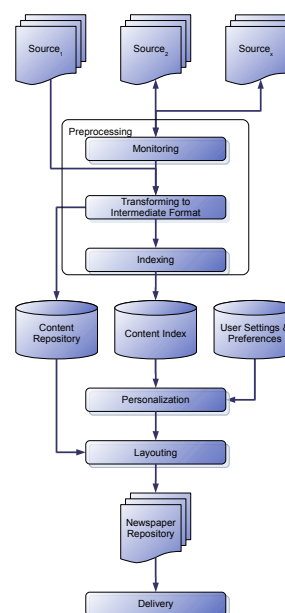 Source1
Source2
Sourcex
Preprocessing
Monitoring
Transforming to
Intermediate Format
Indexing
Content
Repository
Content Index
User Settings &
Preferences
Personalization
Layouting
Newspaper
Repository
Delivery